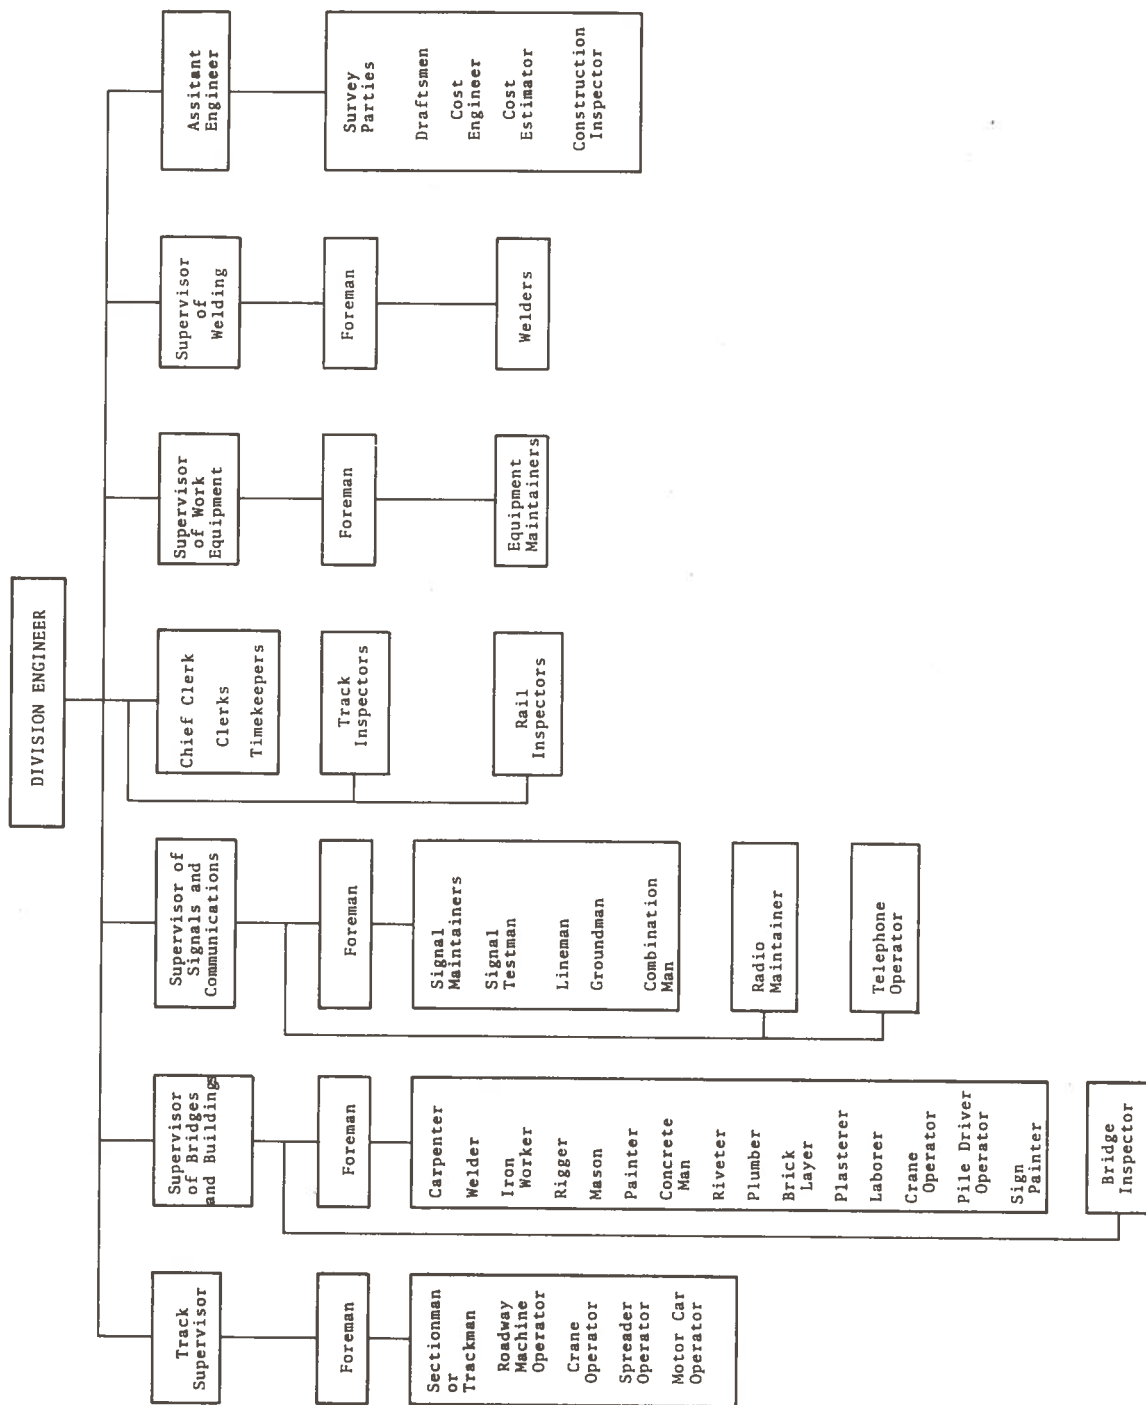 DIVISION ENGINEER
Track
Supervisor
Foreman
Sectionman
or
Trackman
Roadway
Machine
Operator
Crane
Operator
Spreader
Operator
Motor Car
Operator
Supervisor
of Bridges
and Buildings
Foreman
Carpenter
Welder
Iron
Worker
Rigger
Mason
Painter
Concrete
Man
Riveter
Plumber
Brick
Layer
Plasterer
Laborer
Crane
Operator
Pile Driver
Operator
Sign
Painter
Bridge
Inspector
Supervisor of
Signals and
Communications
Foreman
Signal
Maintainers
Signal
Testman
Lineman
Groundman
Combination
Man
Radio
Maintainer
Telephone
Operator
Chief Clerk
Clerks
Timekeepers
Track
Inspectors
Rail
Inspectors
Supervisor
of Work
Equipment
Foreman
Equipment
Maintainers
Supervisor
of
Welding
Foreman
Welders
Assitant
Engineer
Survey
Parties
Draftsmen
Cost
Engineer
Cost
Estimator
Construction
Inspector